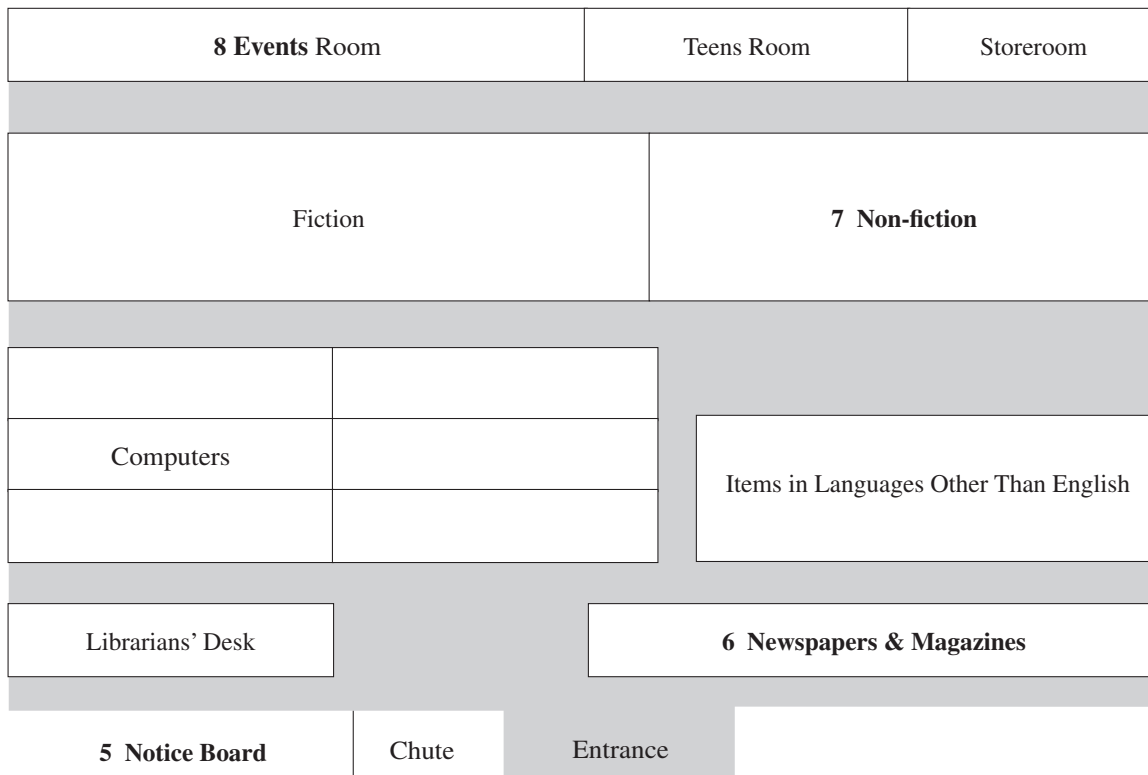 8 Events Room
Teens Room
Storeroom
Fiction
7 Non-fiction
Computers
Items in Languages Other Than English
Librarians’ Desk
6 Newspapers & Magazines
5 Notice Board
Chute
Entrance